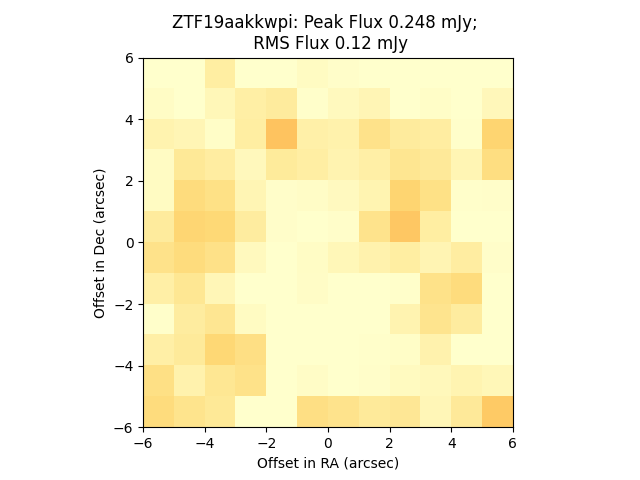 ZTF19aakkwpi: Peak Flux 0.248 mJy;
RMS Flux 0.12 mJy
6
4
2
0
−2
−4
−6
Offset in Dec (arcsec)
−6 −4 −2 0 2 4 6
Offset in RA (arcsec)